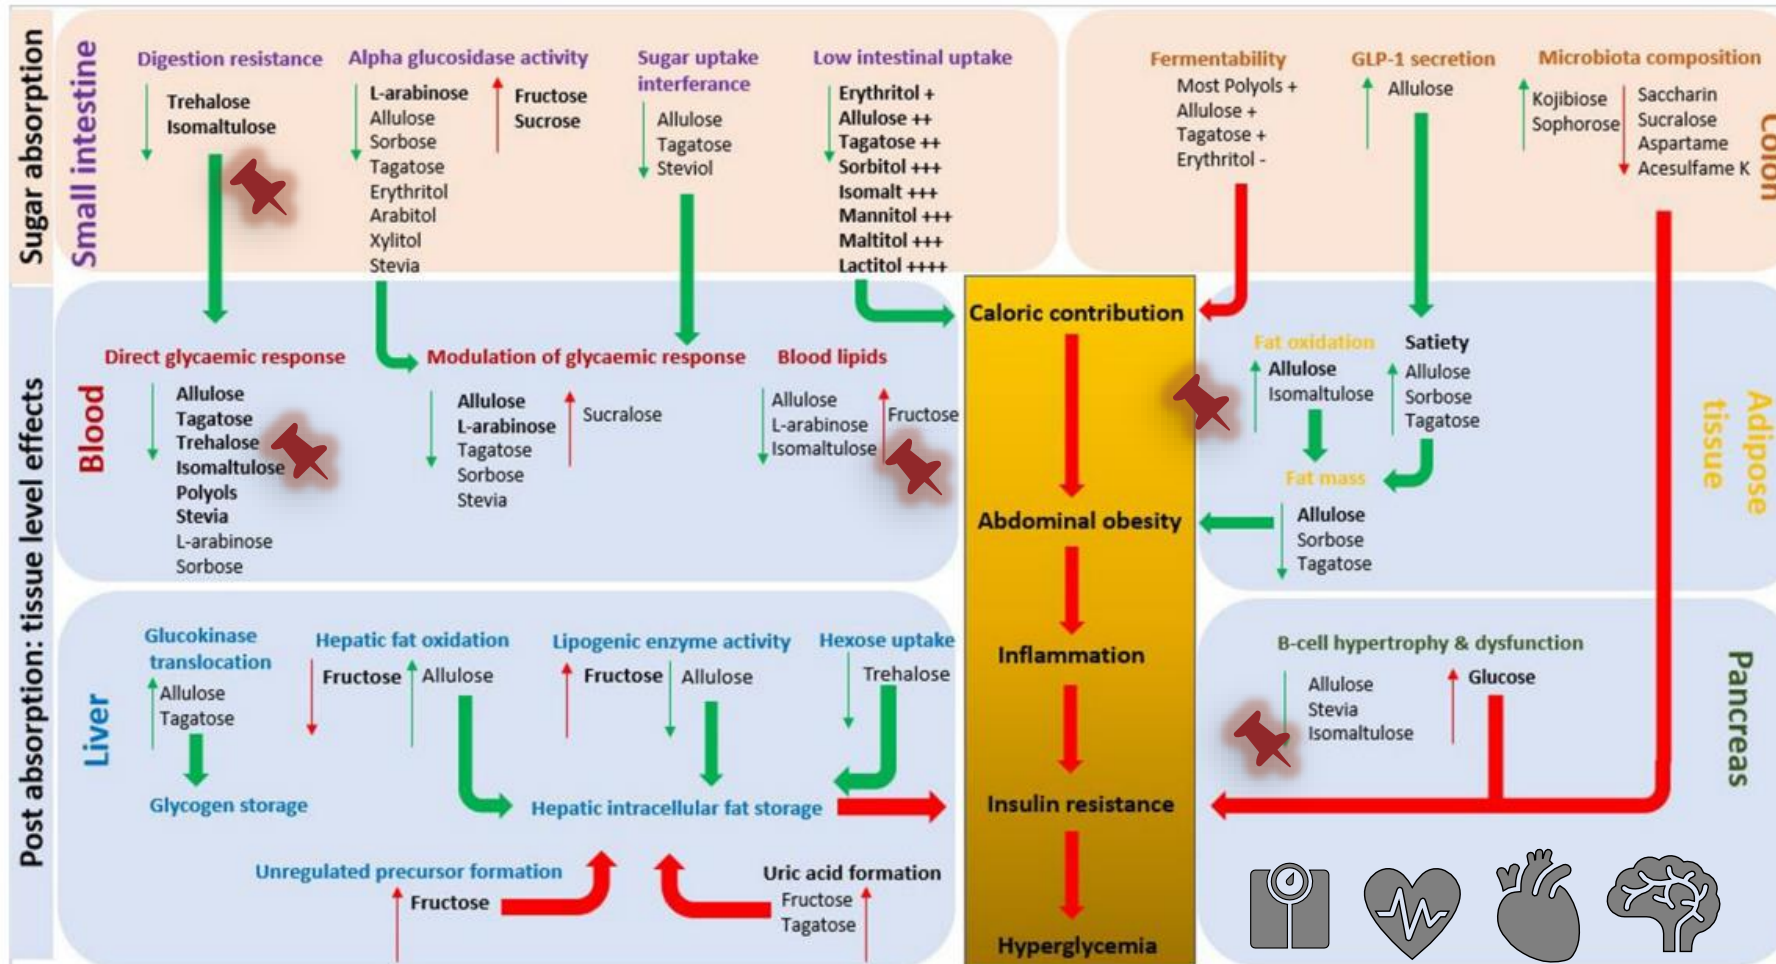 Sugar absorption
Small intestine
Digestion resistance
Trehalose
Isomaltulose
Alpha glucosidase activity
L-arabinose
Allulose
Sorbose
Tagatose
Erythritol
Arabitol
Xylitol
Stevia
Fructose
Sucrose
Sugar uptake
interferance
Allulose
Tagatose
Steviol
Low intestinal uptake
Erythritol +
Allulose ++
Tagatose ++
Sorbitol +++
Isomalt +++
Mannitol +++
Maltitol +++
Lactitol ++++
Fermentability
Most Polyols +
Allulose +
Tagatose +
Erythritol -
GLP-1 secretion
Allulose
Microbiota composition
Kojibiose
Sophorose
Saccharin
Sucralose
Aspartame
Acesulfame K
Colon
Post absorption: tissue level effects
Blood
Direct glycaemic response
Allulose
Tagatose
Trehalose
Isomaltulose
Polyols
Stevia
L-arabinose
Sorbose
Modulation of glycaemic response
Allulose
L-arabinose
Tagatose
Sorbose
Stevia
Sucralose
Blood lipids
Allulose
L-arabinose
Isomaltulose
Fructose
Caloric contribution
Abdominal obesity
Inflammation
Insulin resistance
Hyperglycemia
Fat oxidation
Allulose
Isomaltulose
Satiety
Allulose
Sorbose
Tagatose
Fat mass
Allulose
Sorbose
Tagatose
Adipose
tissue
Liver
Glucokinase
translocation
Allulose
Tagatose
Glycogen storage
Hepatic fat oxidation
Fructose
Allulose
Lipogenic enzyme activity
Fructose
Allulose
Hexose uptake
Trehalose
Hepatic intracellular fat storage
Unregulated precursor formation
Fructose
Uric acid formation
Fructose
Tagatose
B-cell hypertrophy & dysfunction
Allulose
Stevia
Isomaltulose
Glucose
Pancreas